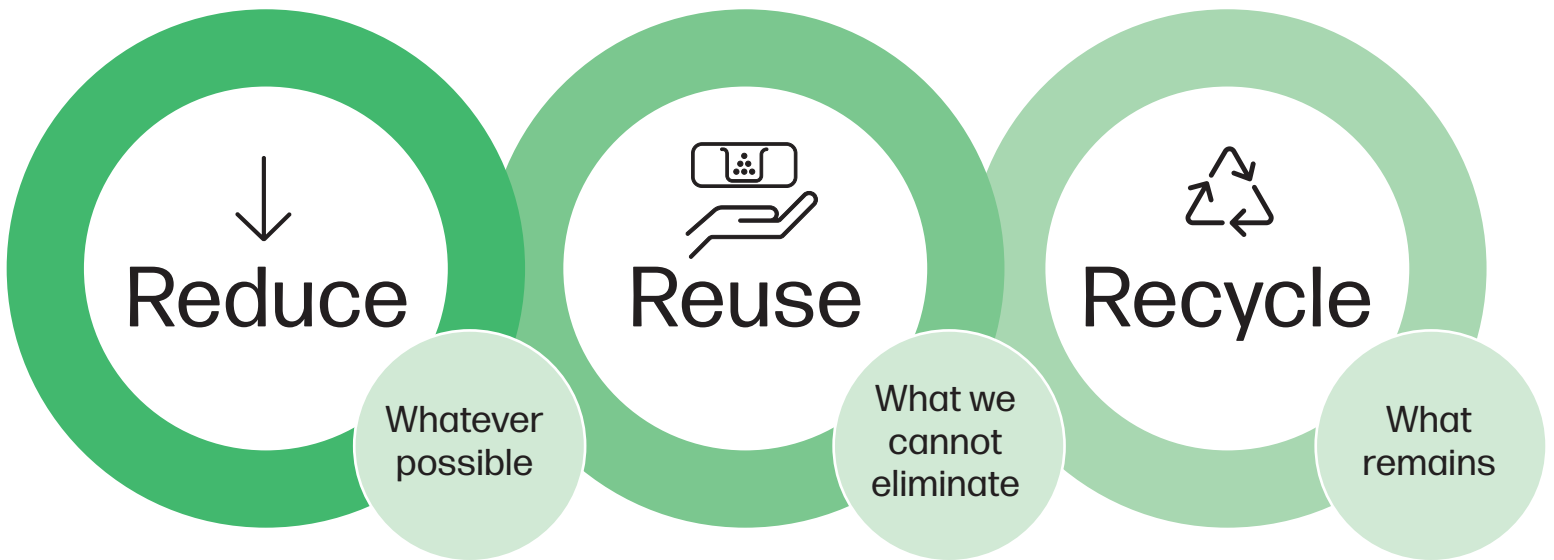 Reduce
Whatever
possible
Reuse
What we
cannot
eliminate
Recycle
What
remains